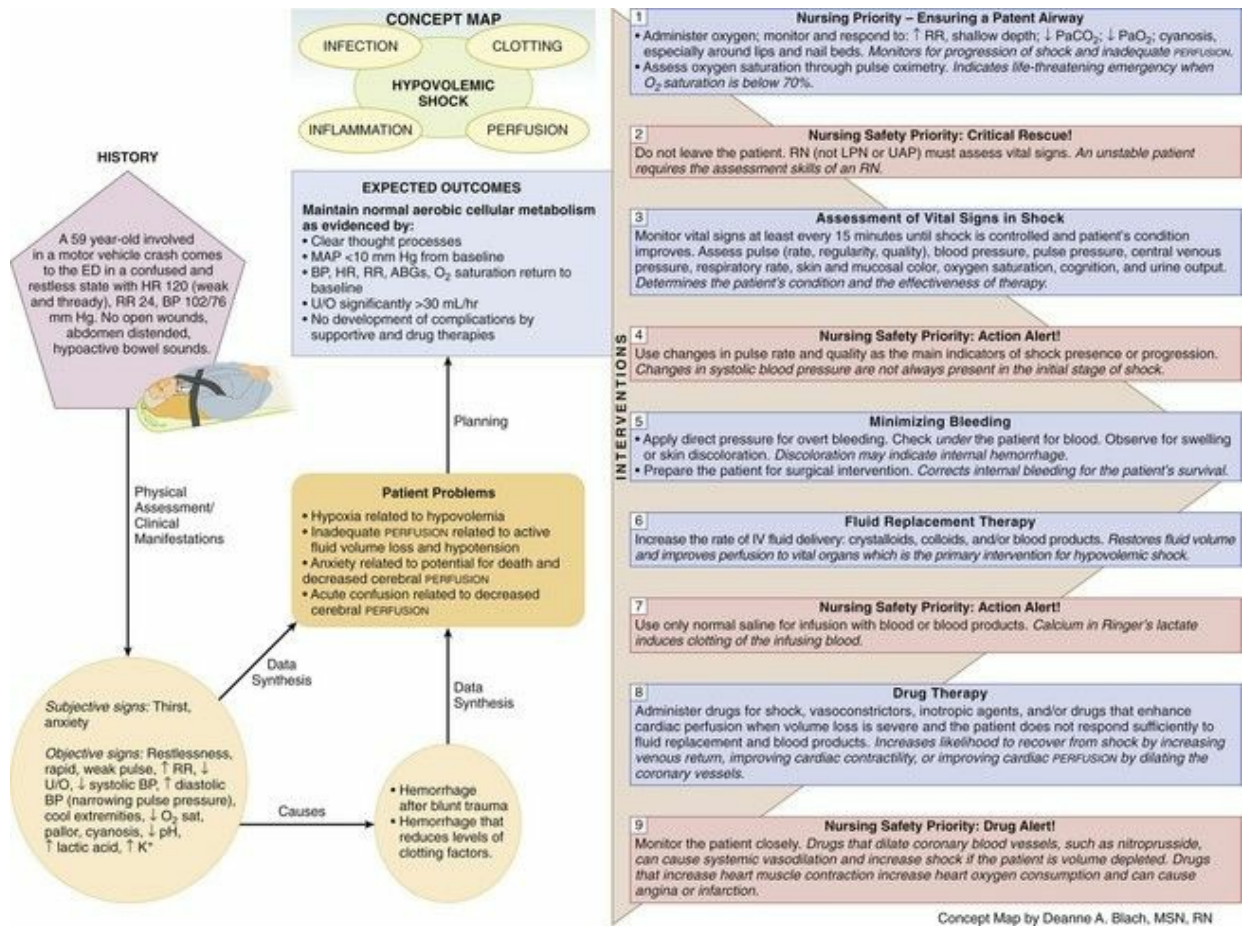 CONCEPT MAP
INFECTION
CLOTTING
HYPOVOLEMIC
SHOCK
INFLAMMATION
PERFUSION
HISTORY
A 59 year-old involved
in a motor vehicle crash comes
to the ED in a confused and
restless state with HR 120 (weak
and thready), RR 24, BP 102/76
mm Hg. No open wounds,
abdomen distended,
hypoactive bowel sounds.
EXPECTED OUTCOMES
Maintain normal aerobic cellular metabolism
as evidenced by:
• Clear thought processes
• MAP <10 mm Hg from baseline
• BP, HR, RR, ABGs, O₂ saturation return to
baseline
• U/O significantly >30 mL/hr
• No development of complications by
supportive and drug therapies
Planning
Physical
Assessment/
Clinical
Manifestations
Patient Problems
• Hypoxia related to hypovolemia
• Inadequate PERFUSION related to active
fluid volume loss and hypotension
• Anxiety related to potential for death and
decreased cerebral PERFUSION
• Acute confusion related to decreased
cerebral PERFUSION
Data
Synthesis
Data
Synthesis
Subjective signs: Thirst,
anxiety
Objective signs: Restlessness,
rapid, weak pulse, ↑ RR, ↓
U/O, ↓ systolic BP, ↑ diastolic
BP (narrowing pulse pressure),
cool extremities, ↓ O₂ sat,
pallor, cyanosis, ↓ pH,
↑ lactic acid, ↑ K⁺
Causes
• Hemorrhage
after blunt trauma
• Hemorrhage that
reduces levels of
clotting factors.
INTERVENTIONS
1 Nursing Priority – Ensuring a Patent Airway
• Administer oxygen; monitor and respond to: ↑ RR, shallow depth; ↓ PaCO₂; ↓ PaO₂; cyanosis,
especially around lips and nail beds. Monitors for progression of shock and inadequate PERFUSION.
• Assess oxygen saturation through pulse oximetry. Indicates life-threatening emergency when
O₂ saturation is below 70%.
2 Nursing Safety Priority: Critical Rescue!
Do not leave the patient. RN (not LPN or UAP) must assess vital signs. An unstable patient
requires the assessment skills of an RN.
3 Assessment of Vital Signs in Shock
Monitor vital signs at least every 15 minutes until shock is controlled and patient's condition
improves. Assess pulse (rate, regularity, quality), blood pressure, pulse pressure, central venous
pressure, respiratory rate, skin and mucosal color, oxygen saturation, cognition, and urine output.
Determines the patient's condition and the effectiveness of therapy.
4 Nursing Safety Priority: Action Alert!
Use changes in pulse rate and quality as the main indicators of shock presence or progression.
Changes in systolic blood pressure are not always present in the initial stage of shock.
5 Minimizing Bleeding
• Apply direct pressure for overt bleeding. Check under the patient for blood. Observe for swelling
or skin discoloration. Discoloration may indicate internal hemorrhage.
• Prepare the patient for surgical intervention. Corrects internal bleeding for the patient's survival.
6 Fluid Replacement Therapy
Increase the rate of IV fluid delivery: crystalloids, colloids, and/or blood products. Restores fluid volume
and improves perfusion to vital organs which is the primary intervention for hypovolemic shock.
7 Nursing Safety Priority: Action Alert!
Use only normal saline for infusion with blood or blood products. Calcium in Ringer's lactate
induces clotting of the infusing blood.
8 Drug Therapy
Administer drugs for shock, vasoconstrictors, inotropic agents, and/or drugs that enhance
cardiac perfusion when volume loss is severe and the patient does not respond sufficiently to
fluid replacement and blood products. Increases likelihood to recover from shock by increasing
venous return, improving cardiac contractility, or improving cardiac PERFUSION by dilating the
coronary vessels.
9 Nursing Safety Priority: Drug Alert!
Monitor the patient closely. Drugs that dilate coronary blood vessels, such as nitroprusside,
can cause systemic vasodilation and increase shock if the patient is volume depleted. Drugs
that increase heart muscle contraction increase heart oxygen consumption and can cause
angina or infarction.
Concept Map by Deanne A. Blach, MSN, RN